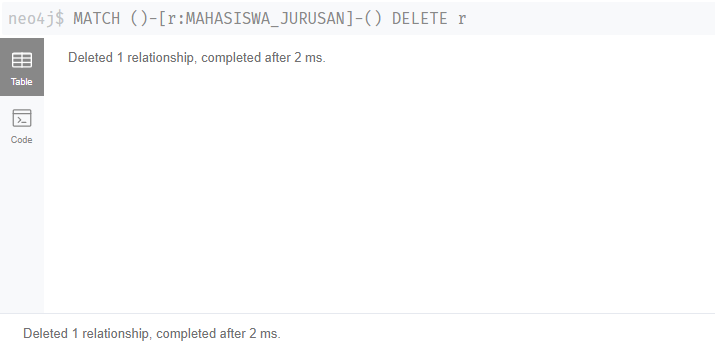 neo4j$ MATCH ()-[r:MAHASISWA_JURUSAN]-() DELETE r
Deleted 1 relationship, completed after 2 ms.
Table
Code
Deleted 1 relationship, completed after 2 ms.